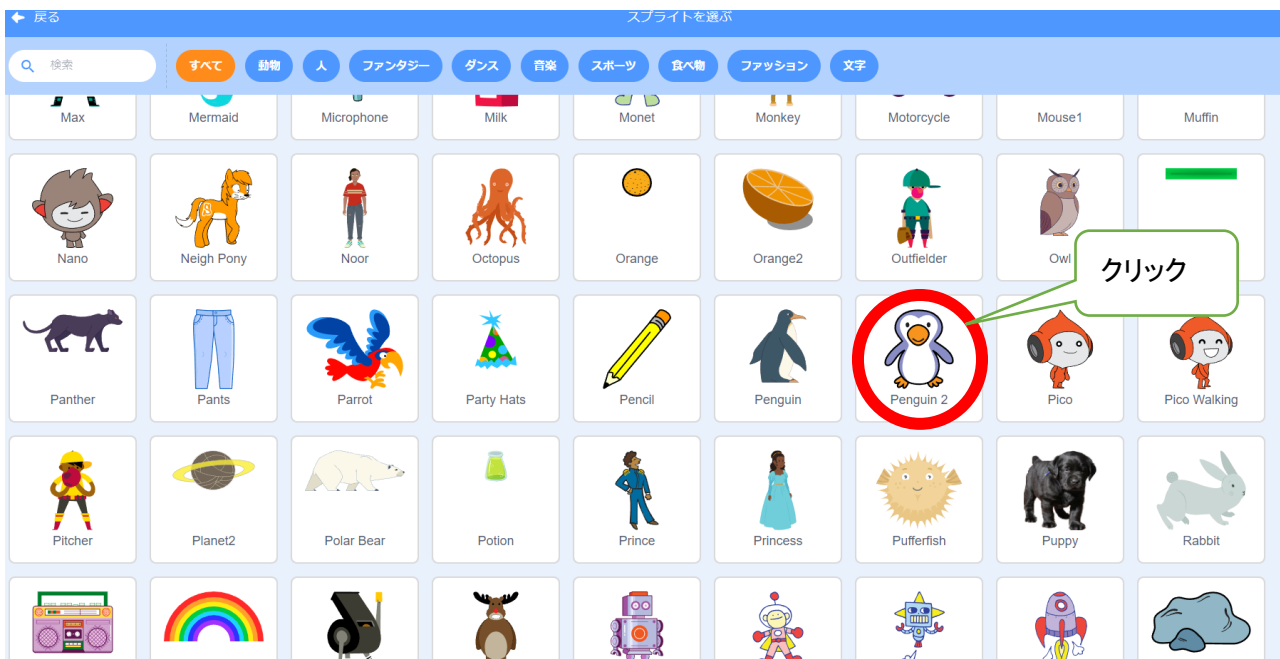 戻る
スプライトを選ぶ
検索
すべて 動物 人 ファンタジー ダンス 音楽 スポーツ 食べ物 ファッション 文字
Max Mermaid Microphone Milk Monet Monkey Motorcycle Mouse1 Muffin
Nano Neigh Pony Noor Octopus Orange Orange2 Outfielder Owl
クリック
Panther Pants Parrot Party Hats Pencil Penguin Penguin 2 Pico Pico Walking
Pitcher Planet2 Polar Bear Potion Prince Princess Pufferfish Puppy Rabbit